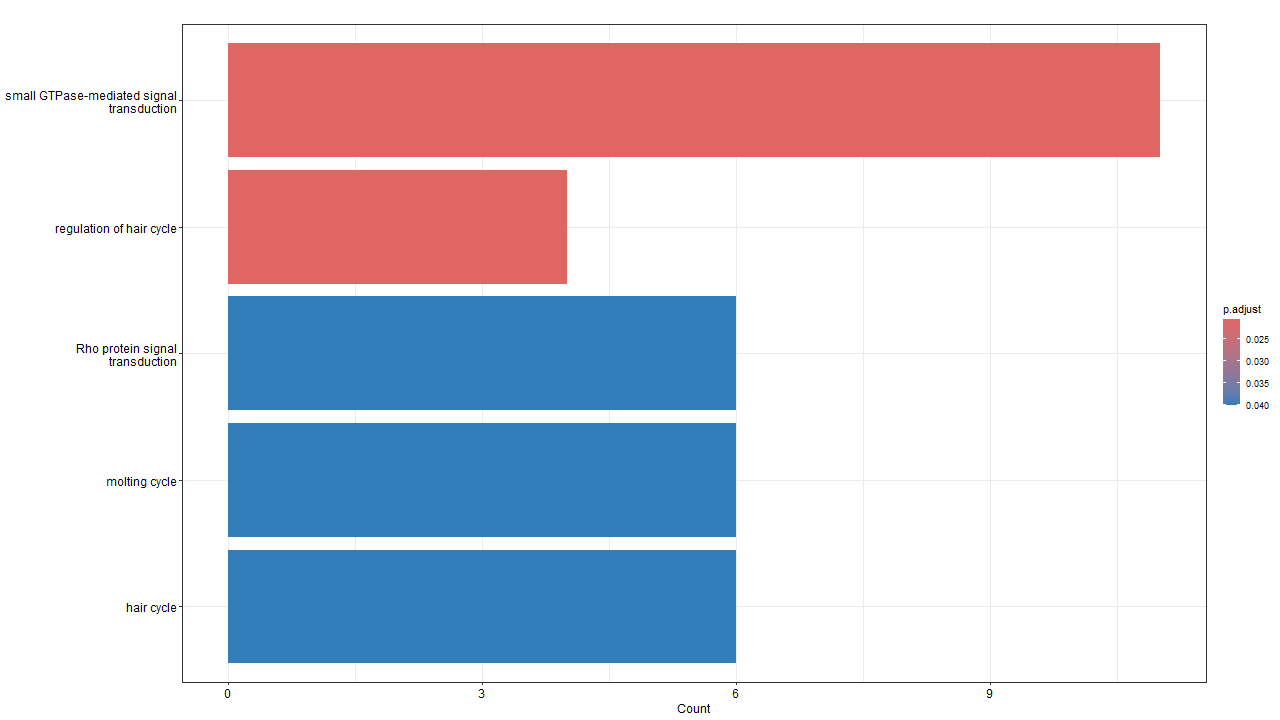 small GTPase-mediated signal
transduction
regulation of hair cycle
Rho protein signal
transduction
molting cycle
hair cycle
0
3
6
9
Count
p.adjust
0.025
0.030
0.035
0.040